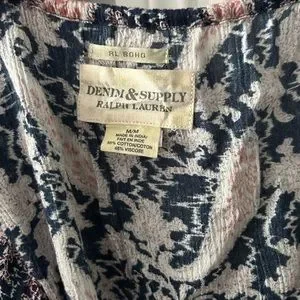 RL BOHO
DENIM & SUPPLY
RALPH LAUREN
M/M
MADE IN INDIA/
FAIT EN INDE
55% COTTON/COTON
45% VISCOSE